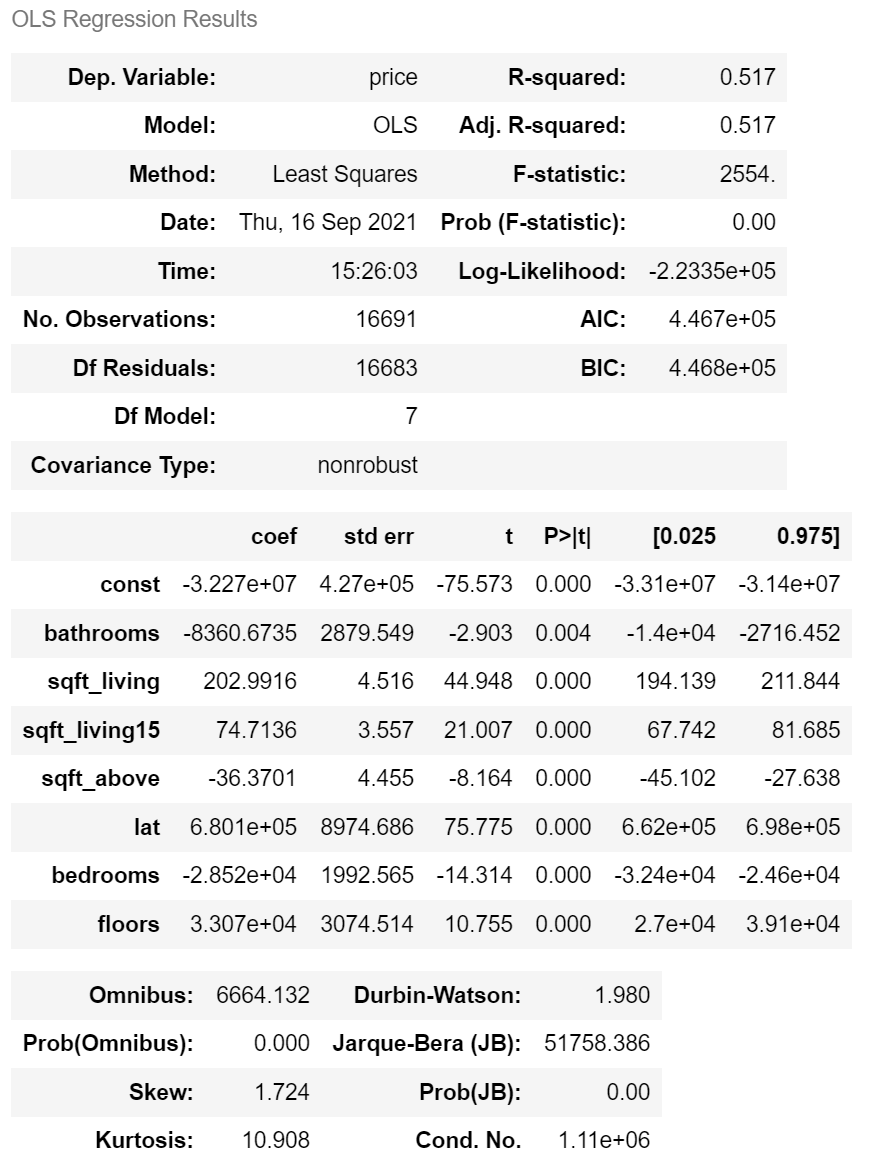 OLS Regression Results
Dep. Variable: price R-squared: 0.517
Model: OLS Adj. R-squared: 0.517
Method: Least Squares F-statistic: 2554.
Date: Thu, 16 Sep 2021 Prob (F-statistic): 0.00
Time: 15:26:03 Log-Likelihood: -2.2335e+05
No. Observations: 16691 AIC: 4.467e+05
Df Residuals: 16683 BIC: 4.468e+05
Df Model: 7
Covariance Type: nonrobust
coef std err t P>|t| [0.025 0.975]
const -3.227e+07 4.27e+05 -75.573 0.000 -3.31e+07 -3.14e+07
bathrooms -8360.6735 2879.549 -2.903 0.004 -1.4e+04 -2716.452
sqft_living 202.9916 4.516 44.948 0.000 194.139 211.844
sqft_living15 74.7136 3.557 21.007 0.000 67.742 81.685
sqft_above -36.3701 4.455 -8.164 0.000 -45.102 -27.638
lat 6.801e+05 8974.686 75.775 0.000 6.62e+05 6.98e+05
bedrooms -2.852e+04 1992.565 -14.314 0.000 -3.24e+04 -2.46e+04
floors 3.307e+04 3074.514 10.755 0.000 2.7e+04 3.91e+04
Omnibus: 6664.132 Durbin-Watson: 1.980
Prob(Omnibus): 0.000 Jarque-Bera (JB): 51758.386
Skew: 1.724 Prob(JB): 0.00
Kurtosis: 10.908 Cond. No. 1.11e+06